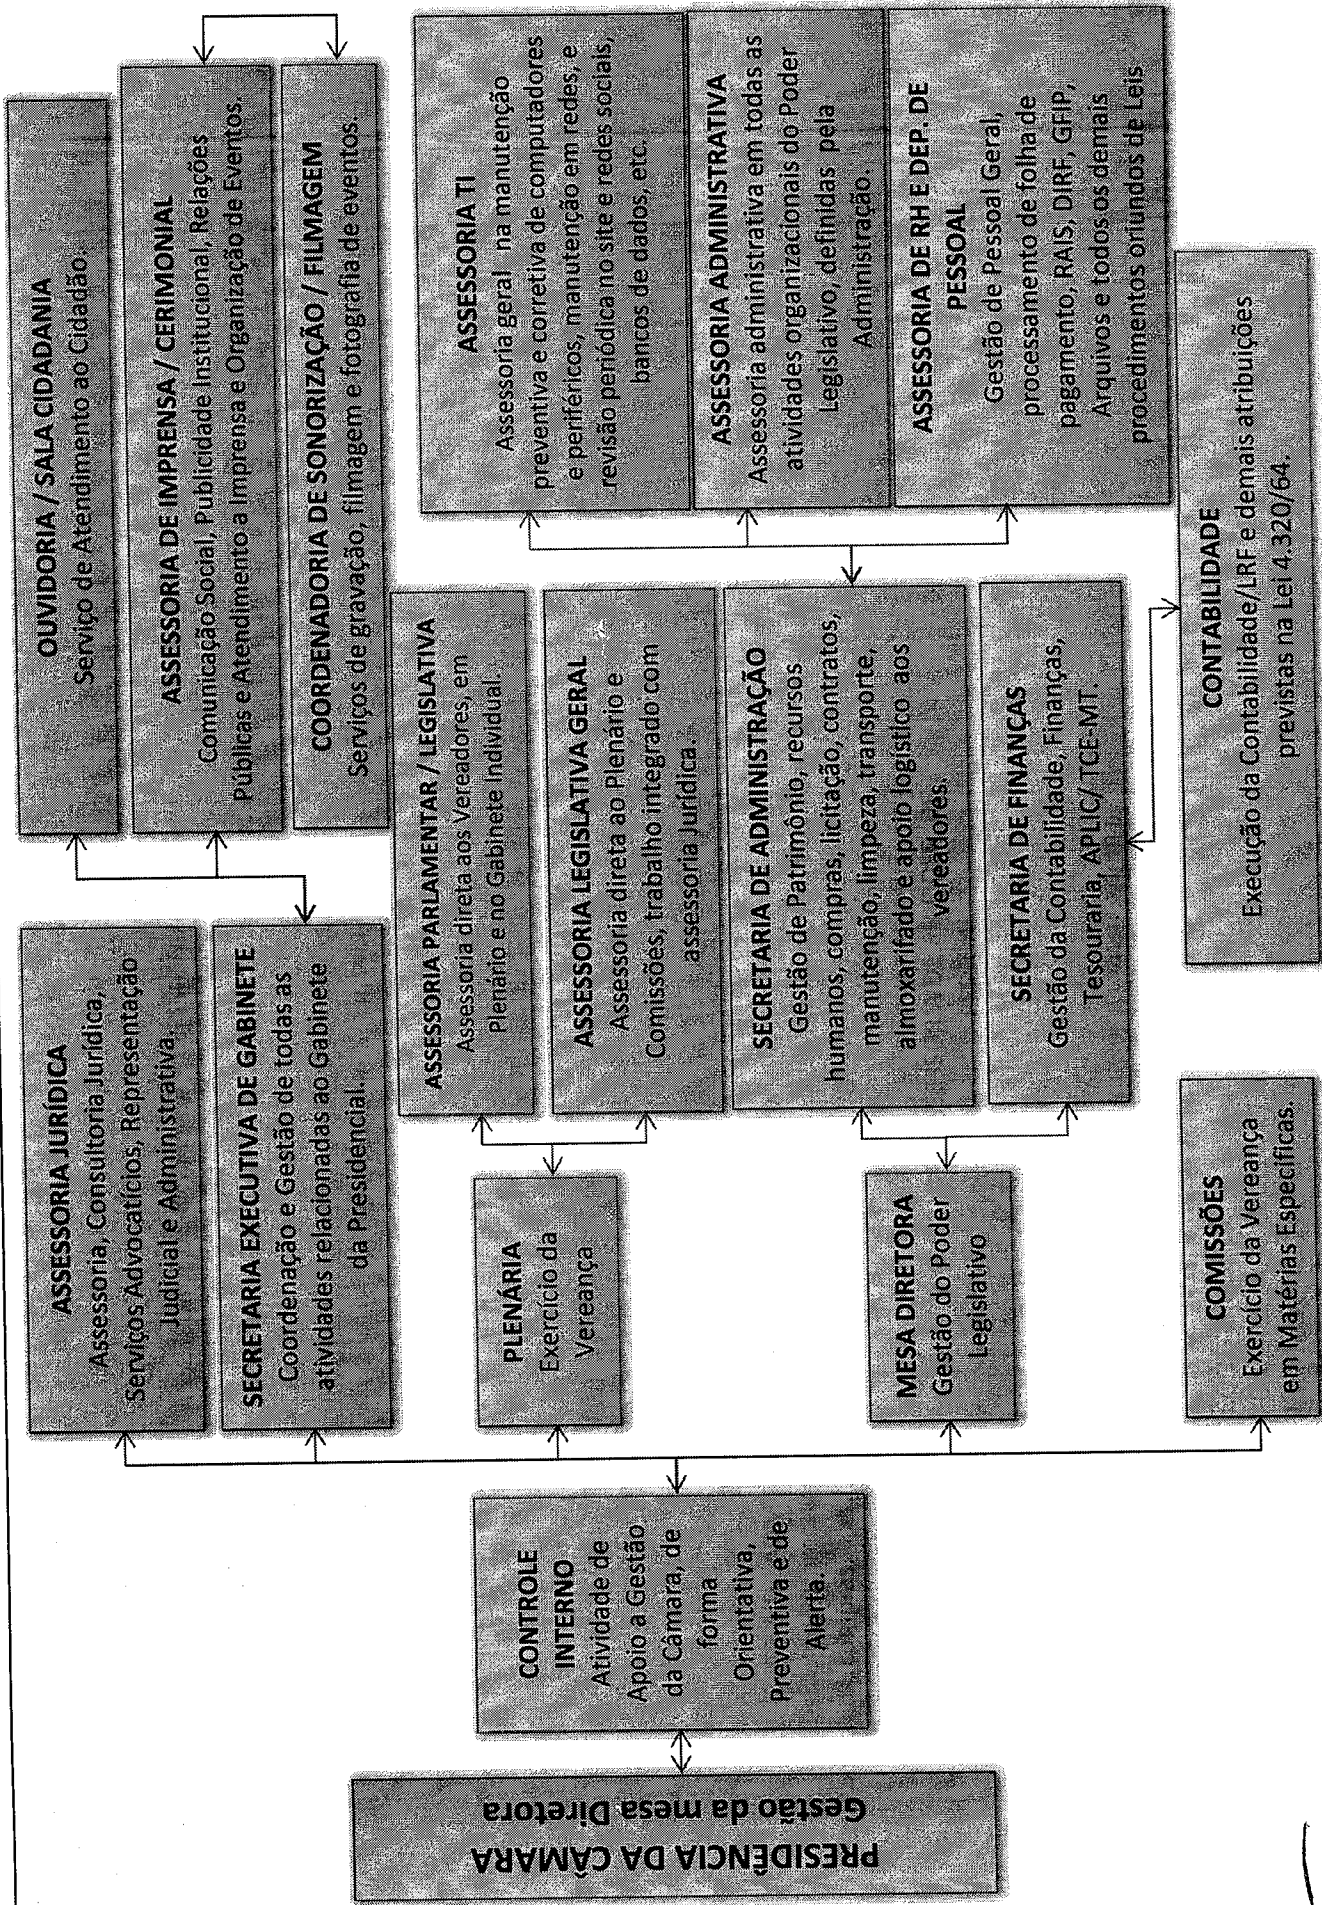 PRESIDÊNCIA DA CÂMARA
Gestão da mesa Diretora
CONTROLE
INTERNO
Atividade de
Apoio a Gestão
da Câmara, de
forma
Orientativa,
Preventiva e de
Alerta.
ASSESSORIA JURÍDICA
Assessoria, Consultoria Jurídica,
Serviços Advocatícios, Representação
Judicial e Administrativa.
SECRETARIA EXECUTIVA DE GABINETE
Coordenação e Gestão de todas as
atividades relacionadas ao Gabinete
da Presidencial.
PLENÁRIA
Exercício da
Vereança.
MESA DIRETORA
Gestão do Poder
Legislativo
COMISSÕES
Exercício da Vereança
em Matérias Específicas.
OUVIDORIA / SALA CIDADANIA
Serviço de Atendimento ao Cidadão.
ASSESSORIA DE IMPRENSA / CERIMONIAL
Comunicação Social, Publicidade Institucional, Relações
Públicas e Atendimento a Imprensa e Organização de Eventos.
COORDENADORIA DE SONORIZAÇÃO / FILMAGEM
Serviços de gravação, filmagem e fotografia de eventos.
ASSESSORIA PARLAMENTAR / LEGISLATIVA
Assessoria direta aos Vereadores, em
Plenário e no Gabinete Individual.
ASSESSORIA LEGISLATIVA GERAL
Assessoria direta ao Plenário e
Comissões, trabalho integrado com
assessoria Jurídica.
SECRETARIA DE ADMINISTRAÇÃO
Gestão de Patrimônio, recursos
humanos, compras, licitação, contratos,
manutenção, limpeza, transporte,
almoxarifado e apoio logístico aos
vereadores.
SECRETARIA DE FINANÇAS
Gestão da Contabilidade, Finanças,
Tesouraria, APLIC/ TCE-MT.
ASSESSORIA TI
Assessoria geral na manutenção
preventiva e corretiva de computadores
e periféricos, manutenção em redes, e
revisão periódica no site e redes sociais,
bancos de dados, etc.
ASSESSORIA ADMINISTRATIVA
Assessoria administrativa em todas as
atividades organizacionais do Poder
Legislativo, definidas pela
Administração.
ASSESSORIA DE RH E DEP. DE
PESSOAL
Gestão de Pessoal Geral,
processamento de folha de
pagamento, RAIS, DIRF, GFIP,
Arquivos e todos os demais
procedimentos oriundos de Leis
CONTABILIDADE
Execução da Contabilidade/LRF e demais atribuições
previstas na Lei 4.320/64.